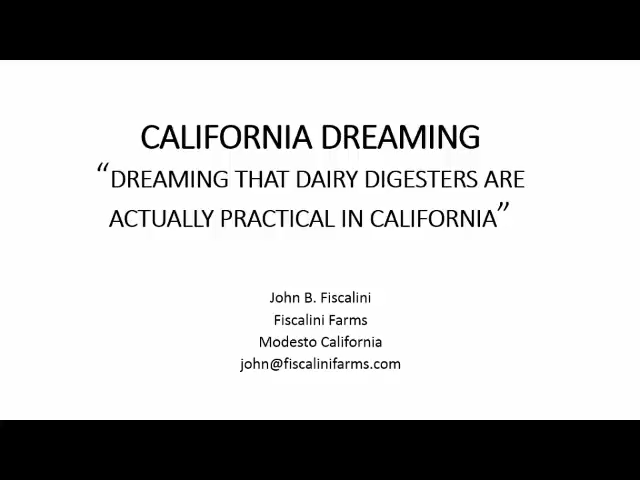 CALIFORNIA DREAMING
“DREAMING THAT DAIRY DIGESTERS ARE
ACTUALLY PRACTICAL IN CALIFORNIA”
John B. Fiscalini
Fiscalini Farms
Modesto California
john@fiscalinifarms.com